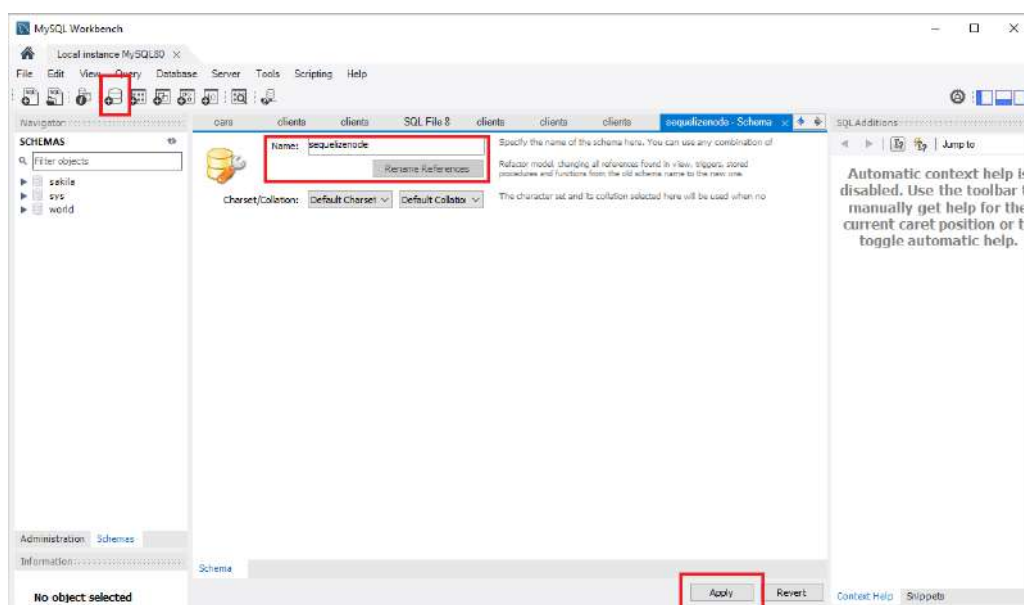 MySQL Workbench
Local instance MySQL80
File Edit View Query Database Server Tools Scripting Help
Navigator
cars clients clients SQL File 8 clients clients clients sequelizenode - Schema
SQLAdditions
SCHEMAS
Filter objects
sakila
sys
world
Name: sequelizenode
Rename References
Charset/Collation: Default Charset Default Collatio
Specify the name of the schema here. You can use any combination of
Refactor model, changing all references found in view, triggers, stored
procedures and functions from the old schema name to the new one.
The character set and its collation selected here will be used when no
Jump to
Automatic context help is
disabled. Use the toolbar t
manually get help for the
current caret position or t
toggle automatic help.
Administration Schemas
Information
No object selected
Schema
Apply Revert
Context Help Snippets